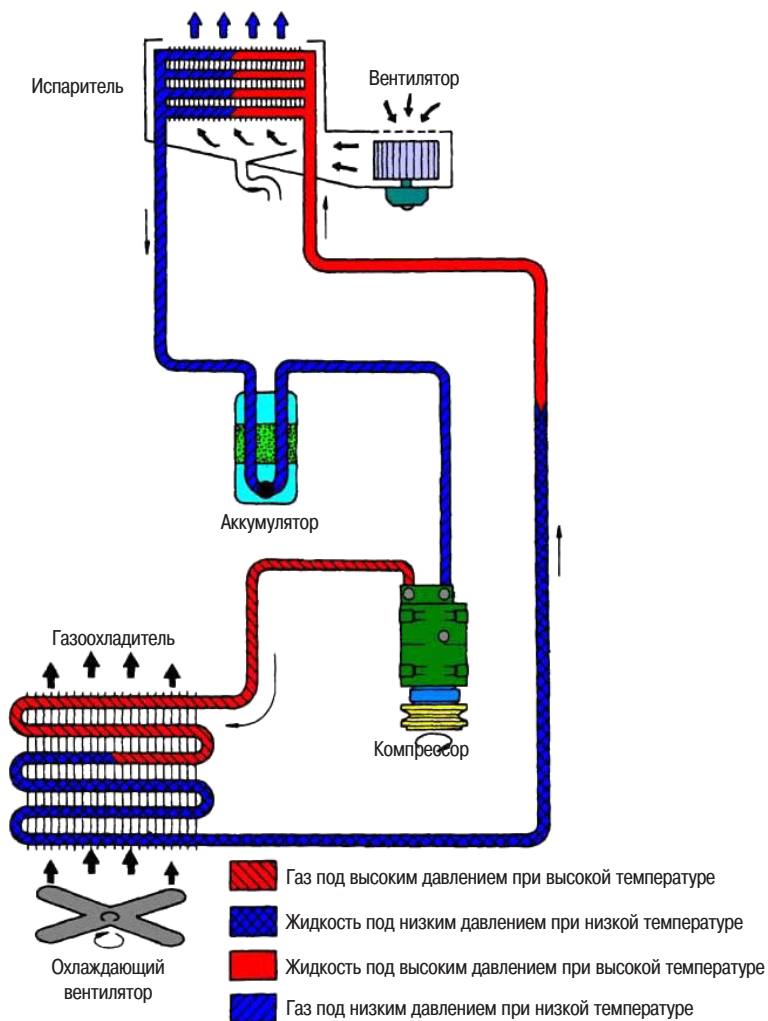 Испаритель
Вентилятор
Аккумулятор
Газоохладитель
Компрессор
Газ под высоким давлением при высокой температуре
Жидкость под низким давлением при низкой температуре
Жидкость под высоким давлением при высокой температуре
Газ под низким давлением при низкой температуре
Охлаждающий
вентилятор